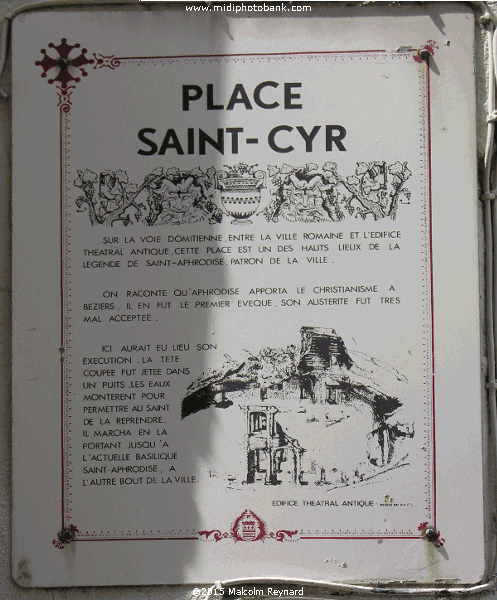 www.midiphotobank.com
PLACE
SAINT-CYR
SUR LA VOIE DOMITIENNE, ENTRE LA VILLE ROMAINE ET L'EDIFICE
THEATRAL ANTIQUE, CETTE PLACE EST UN DES HAUTS LIEUX DE LA
LEGENDE DE SAINT-APHRODISE, PATRON DE LA VILLE.
ON RACONTE QU'APHRODISE APPORTA LE CHRISTIANISME A
BEZIERS. IL EN FUT LE PREMIER EVEQUE, SON AUSTERITE FUT TRES
MAL ACCEPTEE.
ICI AURAIT EU LIEU SON
EXECUTION. LA TETE
COUPEE FUT JETEE DANS
UN PUITS. LES EAUX
MONTERENT POUR
PERMETTRE AU SAINT
DE LA REPRENDRE.
IL MARCHA EN LA
PORTANT JUSQU'A
L'ACTUELLE BASILIQUE
SAINT-APHRODISE, A
L'AUTRE BOUT DE LA VILLE.
EDIFICE THEATRAL ANTIQUE -
©2015 Malcolm Reynard